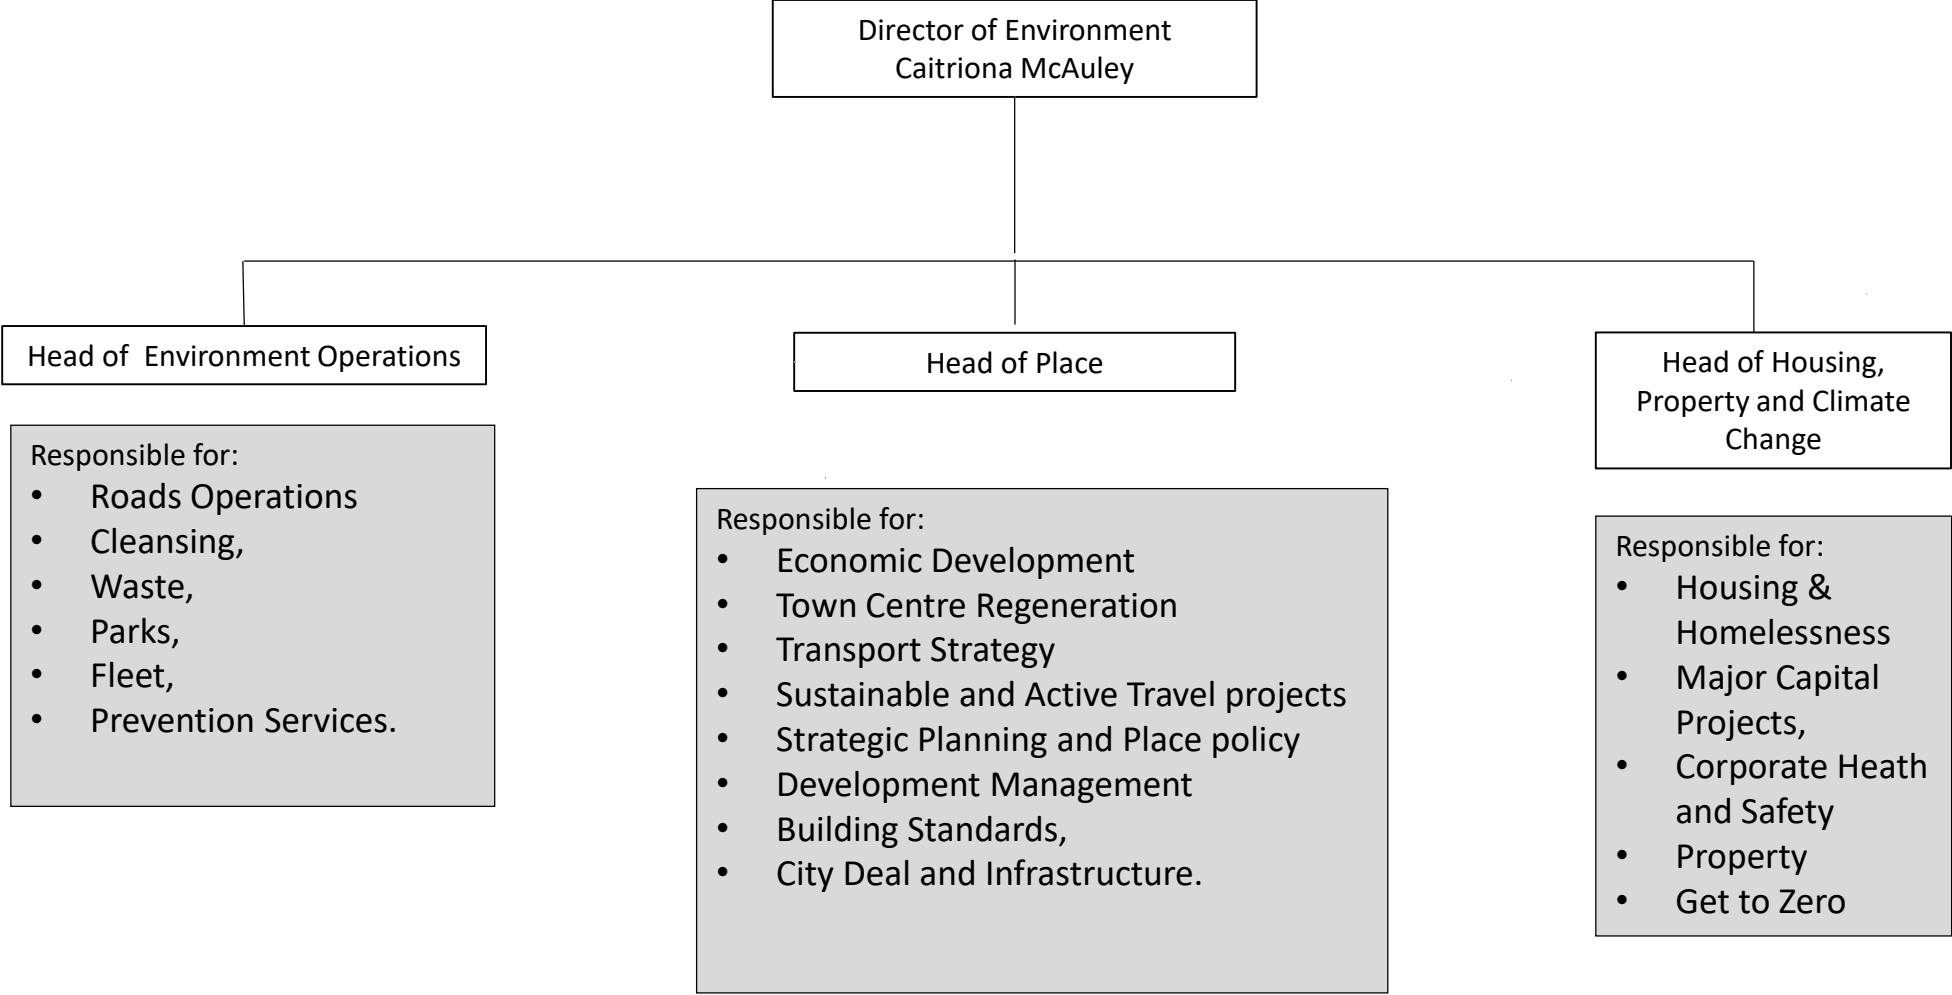 Director of Environment
Caitriona McAuley
Head of  Environment Operations
Responsible for:
• Roads Operations
• Cleansing,
• Waste,
• Parks,
• Fleet,
• Prevention Services.
Head of Place
Responsible for:
• Economic Development
• Town Centre Regeneration
• Transport Strategy
• Sustainable and Active Travel projects
• Strategic Planning and Place policy
• Development Management
• Building Standards,
• City Deal and Infrastructure.
Head of Housing,
Property and Climate
Change
Responsible for:
• Housing &
Homelessness
• Major Capital
Projects,
• Corporate Heath
and Safety
• Property
• Get to Zero